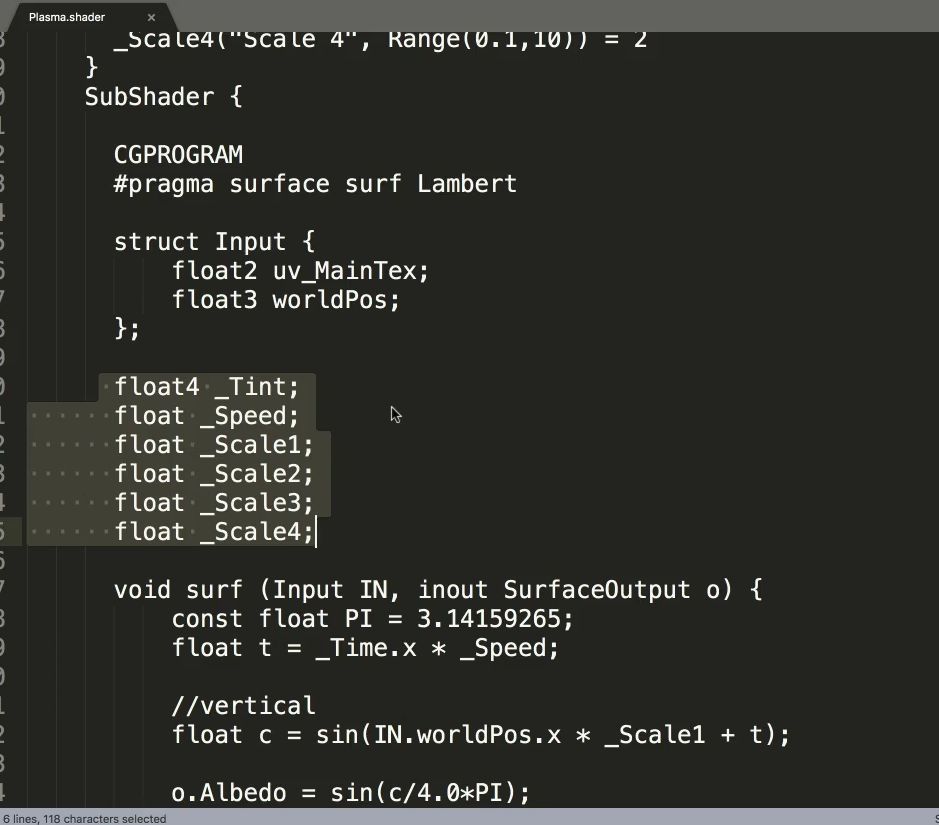 Plasma.shader ×
_Scale4("Scale 4", Range(0.1,10)) = 2
}
SubShader {
CGPROGRAM
#pragma surface surf Lambert
struct Input {
float2 uv_MainTex;
float3 worldPos;
};
float4 _Tint;
float _Speed;
float _Scale1;
float _Scale2;
float _Scale3;
float _Scale4;
void surf (Input IN, inout SurfaceOutput o) {
const float PI = 3.14159265;
float t = _Time.x * _Speed;
//vertical
float c = sin(IN.worldPos.x * _Scale1 + t);
o.Albedo = sin(c/4.0*PI);
6 lines, 118 characters selected